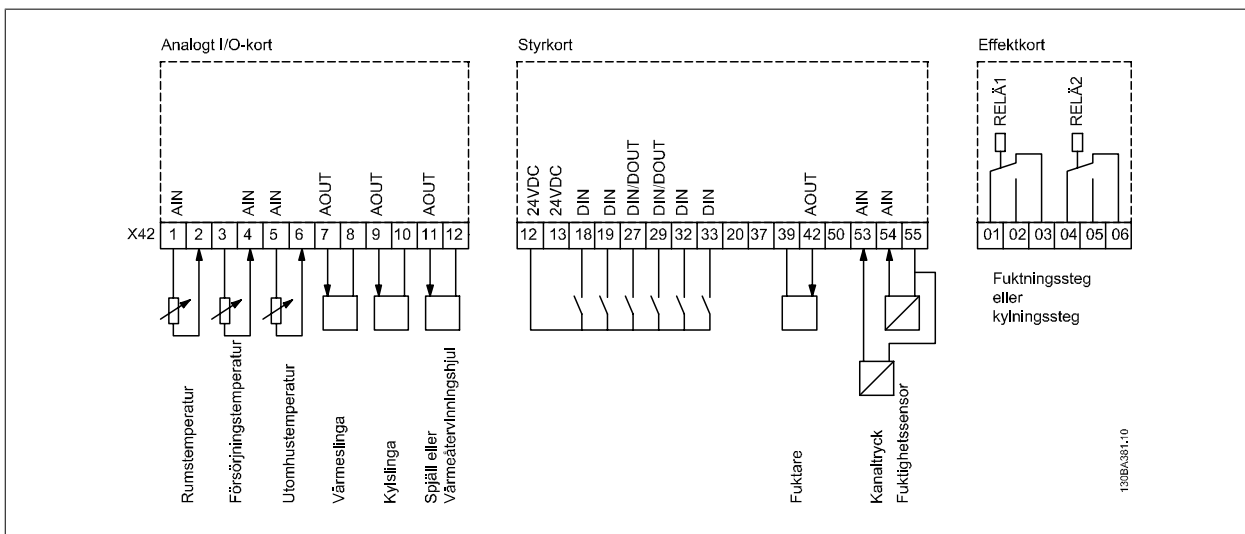 Analogt I/O-kort
Styrkort
Effektkort
AIN
AIN
AIN
AOUT
AOUT
AOUT
24VDC
24VDC
DIN
DIN
DIN/DOUT
DIN/DOUT
DIN
DIN
AOUT
AIN
AIN
RELÄ1
RELÄ2
X42
1 2 3 4 5 6 7 8 9 10 11 12
12 13 18 19 27 29 32 33 20 37 39 42 50 53 54 55
01 02 03 04 05 06
Fuktningssteg
eller
kylningssteg
Rumstemperatur
Försörjningstemperatur
Utomhustemperatur
Värmeslinga
Kylslinga
Spjäll eller
Värmeåtervinningshjul
Fuktare
Kanaltryck
Fuktighetssensor
130BA381.10